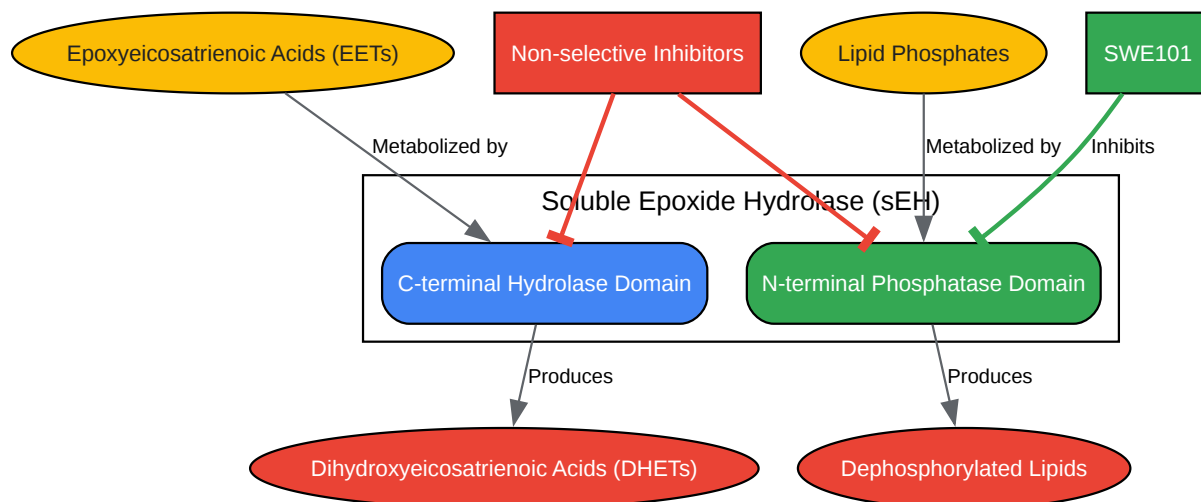 Epoxyeicosatrienoic Acids (EETs)
Non-selective Inhibitors
Lipid Phosphates
SWE101
Metabolized by
Metabolized by
Inhibits
Soluble Epoxide Hydrolase (sEH)
C-terminal Hydrolase Domain
N-terminal Phosphatase Domain
Produces
Produces
Dihydroxyeicosatrienoic Acids (DHETs)
Dephosphorylated Lipids